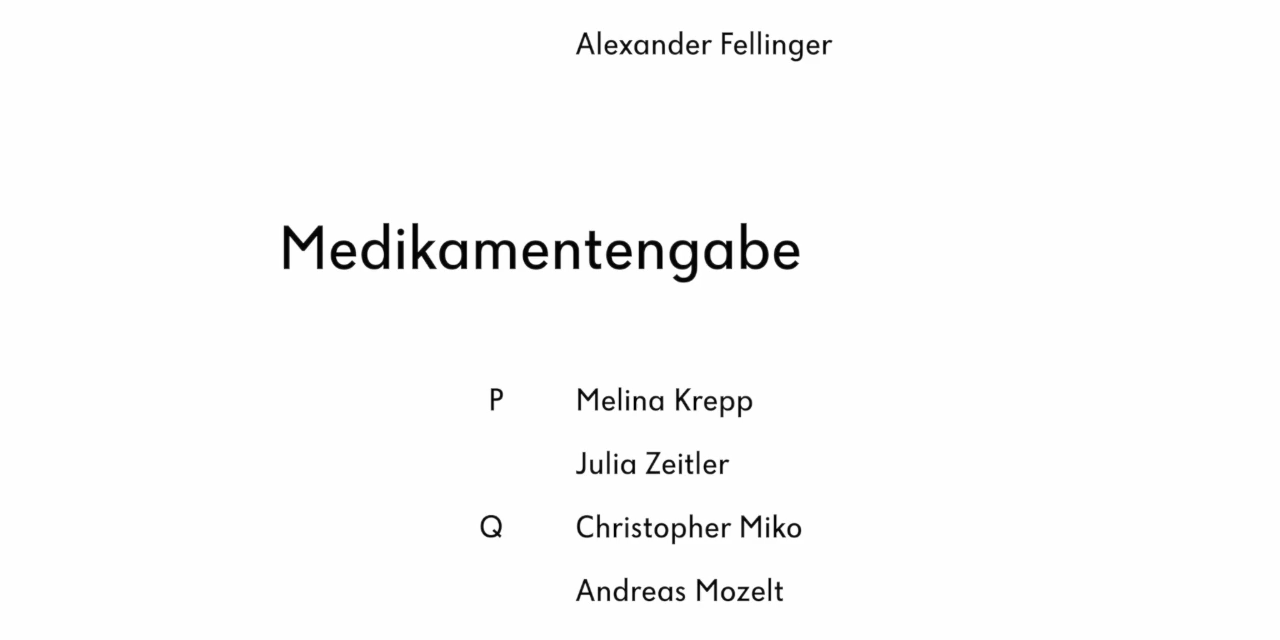 Alexander Fellinger
Medikamentengabe
P Melina Krepp
Julia Zeitler
Q Christopher Miko
Andreas Mozelt